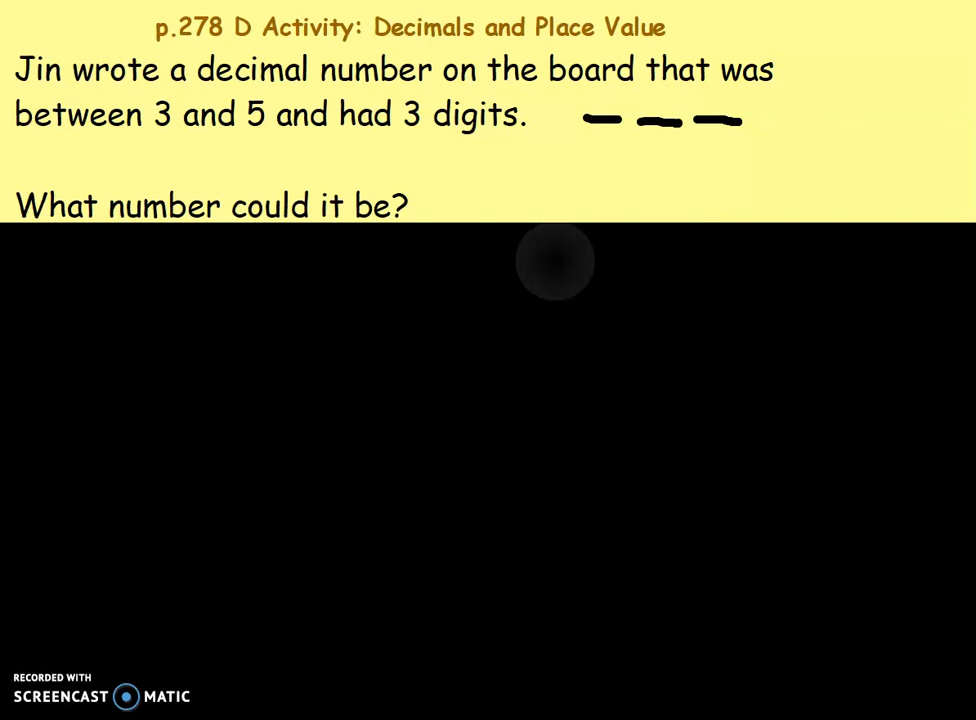 p.278 D Activity: Decimals and Place Value
Jin wrote a decimal number on the board that was
between 3 and 5 and had 3 digits.
What number could it be?
RECORDED WITH
SCREENCAST MATIC